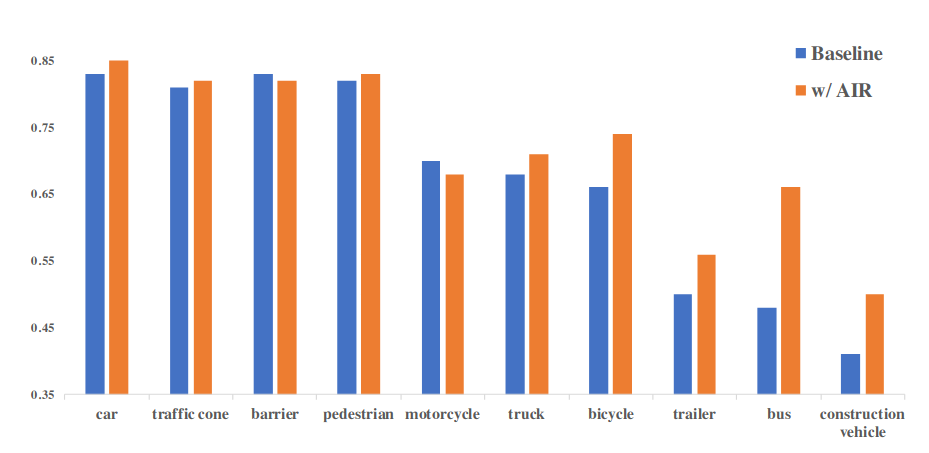 Baseline
w/ AIR
0.85
0.75
0.65
0.55
0.45
0.35
car
traffic cone
barrier
pedestrian
motorcycle
truck
bicycle
trailer
bus
construction
vehicle